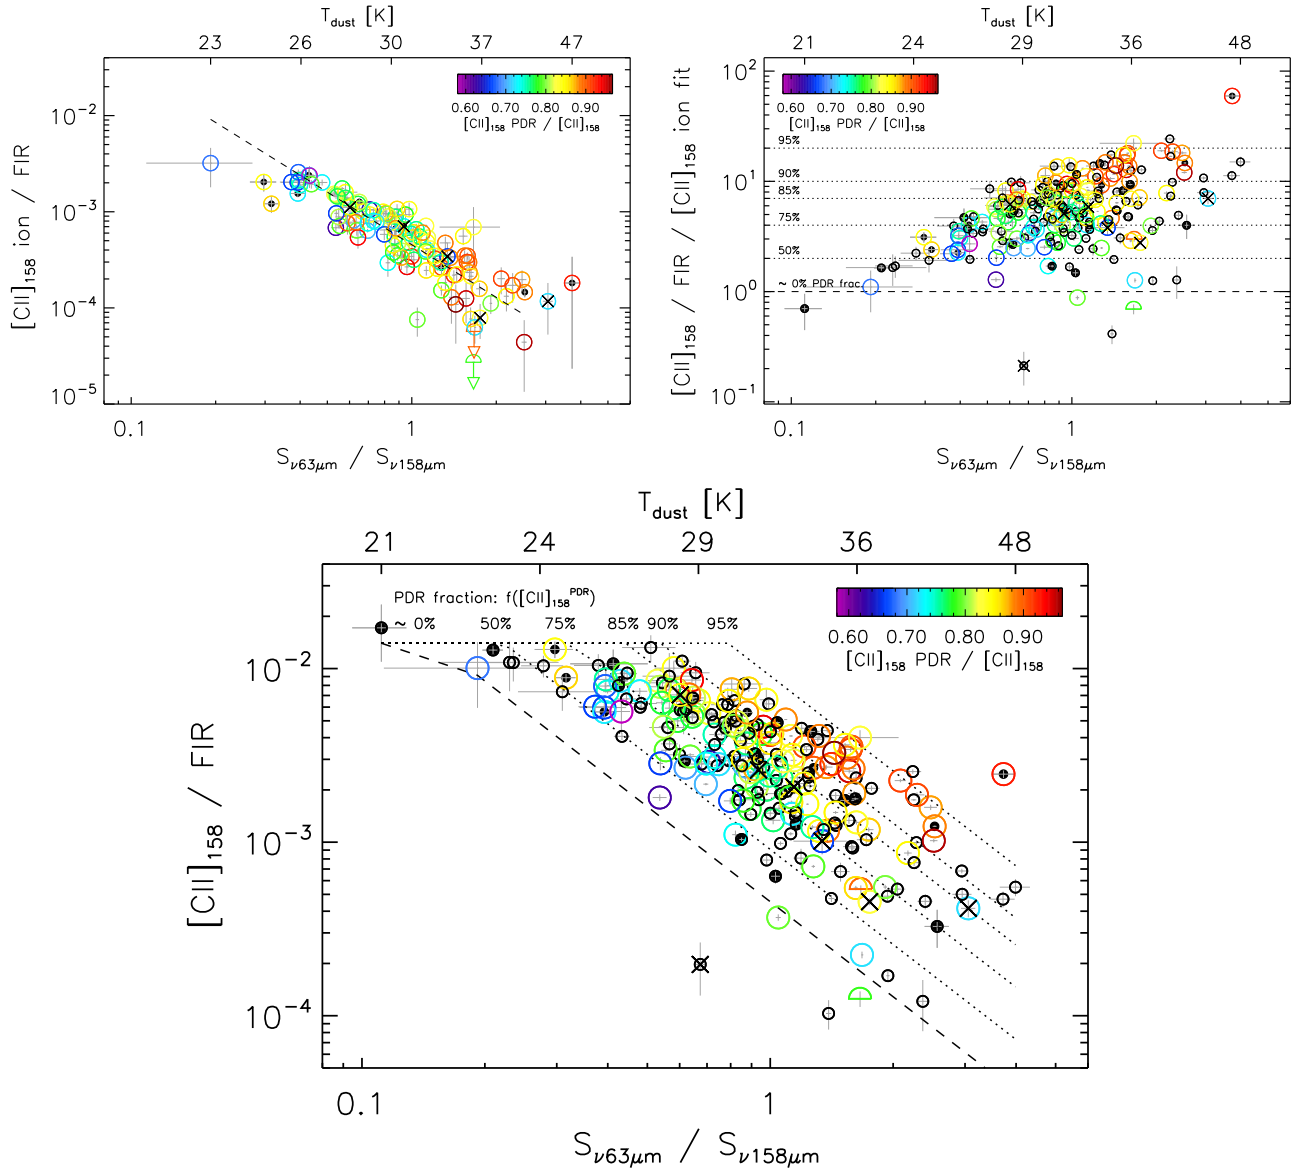 T_dust [K]
23 26 30 37 47
10^-2
10^-3
10^-4
10^-5
[CII]_158 ion / FIR
0.60 0.70 0.80 0.90
[CII]_158 PDR / [CII]_158
0.1 1
S_ν63μm / S_ν158μm
T_dust [K]
21 24 29 36 48
10^2
10^1
10^0
10^-1
[CII]_158 / FIR / [CII]_158 ion fit
0.60 0.70 0.80 0.90
[CII]_158 PDR / [CII]_158
95%
90%
85%
75%
50%
~ 0% PDR frac
0.1 1
S_ν63μm / S_ν158μm
T_dust [K]
21 24 29 36 48
PDR fraction: f([CII]_158^PDR)
~ 0% 50% 75% 85% 90% 95%
0.60 0.70 0.80 0.90
[CII]_158 PDR / [CII]_158
10^-2
10^-3
10^-4
[CII]_158 / FIR
0.1 1
S_ν63μm / S_ν158μm